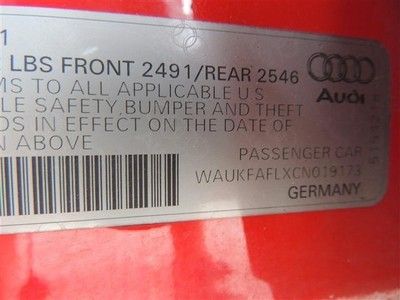 1
LBS FRONT 2491/REAR 2546
MS TO ALL APPLICABLE U S
LE SAFETY, BUMPER AND THEFT
DS IN EFFECT ON THE DATE
N ABOVE
Audi
PASSENGER CAR
WAUKFAFLXCN019173
GERMANY